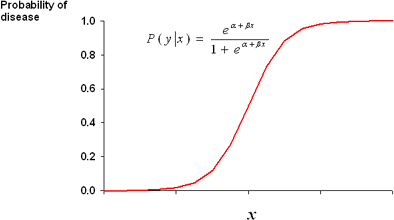 Probability of
disease
P(y|x) = e^{α+βx} / 1 + e^{α+βx}
1.0
0.8
0.6
0.4
0.2
0.0
x